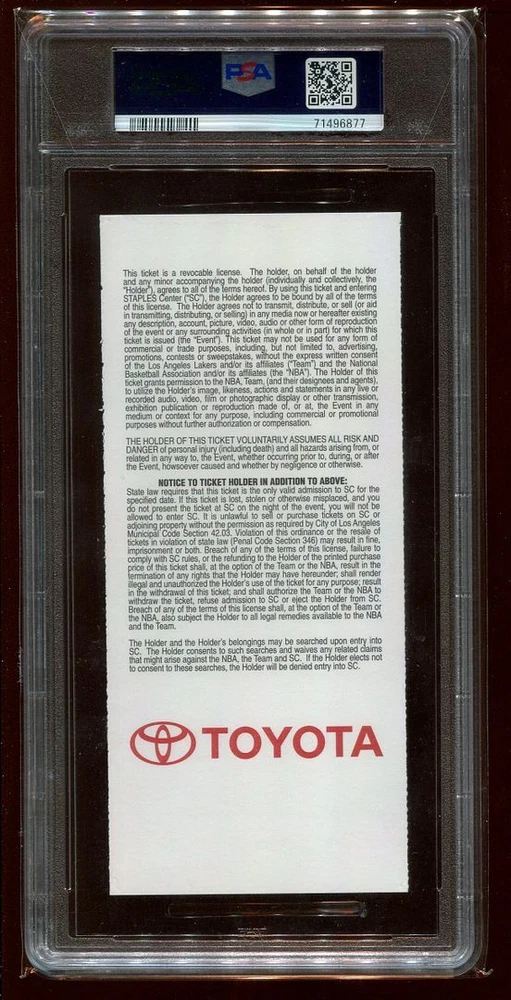 PSA
71496877
This ticket is a revocable license. The holder, on behalf of the holder
and any minor accompanying the holder (individually and collectively, the
"Holder"), agrees to all of the terms hereof. By using this ticket and entering
STAPLES Center ("SC"), the Holder agrees to be bound by all of the terms
of this license. The Holder agrees not to transmit, distribute, or sell (or aid
in transmitting, distributing, or selling) in any media now or hereafter existing
any description, account, picture, video, audio or other form of reproduction
of the event or any surrounding activities (in whole or in part) for which this
ticket is issued (the "Event"). This ticket may not be used for any form of
commercial or trade purposes, including, but not limited to, advertising,
promotions, contests or sweepstakes, without the express written consent
of the Los Angeles Lakers and/or its affiliates ("Team") and the National
Basketball Association and/or its affiliates (the "NBA"). The Holder of this
ticket grants permission to the NBA, Team, (and their designees and agents),
to utilize the Holder's image, likeness, actions and statements in any live or
recorded audio, video, film or photographic display or other transmission,
exhibition publication or reproduction made of, or at, the Event in any
medium or context for any purpose, including commercial or promotional
purposes without further authorization or compensation.
THE HOLDER OF THIS TICKET VOLUNTARILY ASSUMES ALL RISK AND
DANGER of personal injury (including death) and all hazards arising from, or
related in any way to, the Event, whether occurring prior to, during, or after
the Event, howsoever caused and whether by negligence or otherwise.
NOTICE TO TICKET HOLDER IN ADDITION TO ABOVE:
State law requires that this ticket is the only valid admission to SC for the
specified date. If this ticket is lost, stolen or otherwise misplaced, and you
do not present the ticket at SC on the night of the event, you will not be
allowed to enter SC. It is unlawful to sell or purchase tickets on SC or
adjoining property without the permission as required by City of Los Angeles
Municipal Code Section 42.03. Violation of this ordinance or the resale of
tickets in violation of state law (Penal Code Section 346) may result in fine,
imprisonment or both. Breach of any of the terms of this license, failure to
comply with SC rules, or the refunding to the Holder of the printed purchase
price of this ticket shall, at the option of the Team or the NBA, result in the
termination of any rights that the Holder may have hereunder; shall render
illegal and unauthorized the Holder's use of the ticket for any purpose; result
in the withdrawal of this ticket; and shall authorize the Team or the NBA to
withdraw the ticket, refuse admission to SC or eject the Holder from SC.
Breach of any of the terms of this license shall, at the option of the Team or
the NBA, also subject the Holder to all legal remedies available to the NBA
and the Team.
The Holder and the Holder's belongings may be searched upon entry into
SC. The Holder consents to such searches and waives any related claims
that might arise against the NBA, the Team and SC. If the Holder elects not
to consent to these searches, the Holder will be denied entry into SC.
TOYOTA